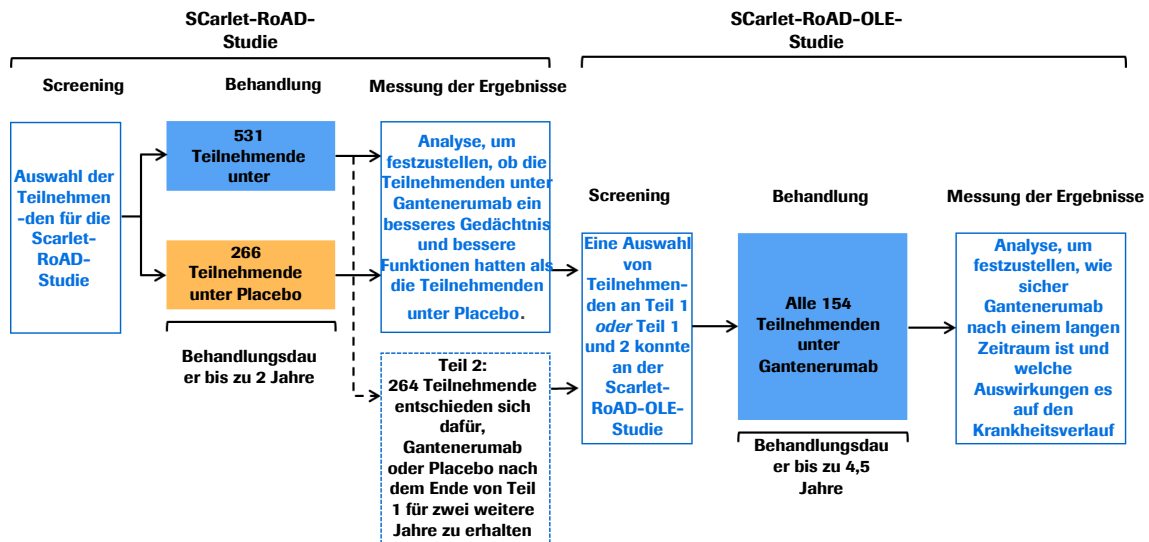 SCarlet-RoAD-
Studie
SCarlet-RoAD-OLE-
Studie
Screening
Behandlung
Messung der Ergebnisse
Auswahl der
Teilnehmen
-den für die
Scarlet-
RoAD-
Studie
531
Teilnehmende
unter
266
Teilnehmende
unter Placebo
Behandlungsdau
er bis zu 2 Jahre
Analyse, um
festzustellen, ob die
Teilnehmenden unter
Gantenerumab ein
besseres Gedächtnis
und bessere
Funktionen hatten als
die Teilnehmenden
unter Placebo.
Teil 2:
264 Teilnehmende
entschieden sich
dafür,
Gantenerumab
oder Placebo nach
dem Ende von Teil
1 für zwei weitere
Jahre zu erhalten
Screening
Behandlung
Messung der Ergebnisse
Eine Auswahl
von
Teilnehmen-
den an Teil 1
oder Teil 1
und 2 konnte
an der
Scarlet-
RoAD-OLE-
Studie
Alle 154
Teilnehmenden
unter
Gantenerumab
Behandlungsdau
er bis zu 4,5
Jahre
Analyse, um
festzustellen, wie
sicher
Gantenerumab
nach einem langen
Zeitraum ist und
welche
Auswirkungen es
auf den
Krankheitsverlauf